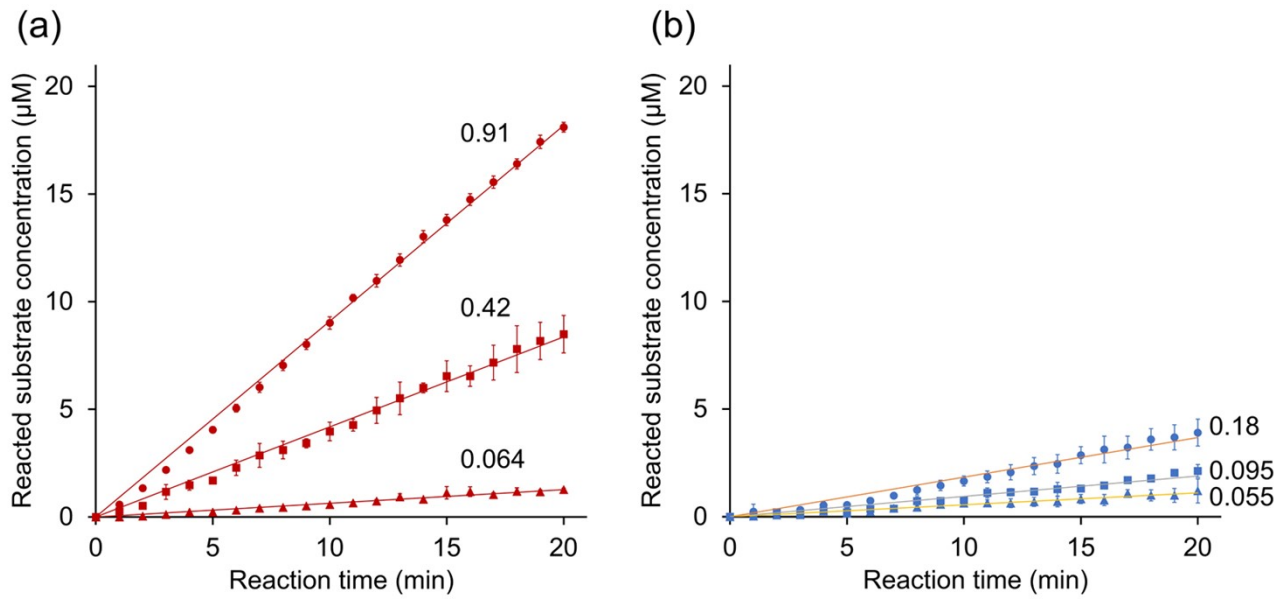 (a)
Reacted substrate concentration (μM)
20
15
10
5
0
0.91
0.42
0.064
0 5 10 15 20
Reaction time (min)
(b)
Reacted substrate concentration (μM)
20
15
10
5
0
0.18
0.095
0.055
0 5 10 15 20
Reaction time (min)